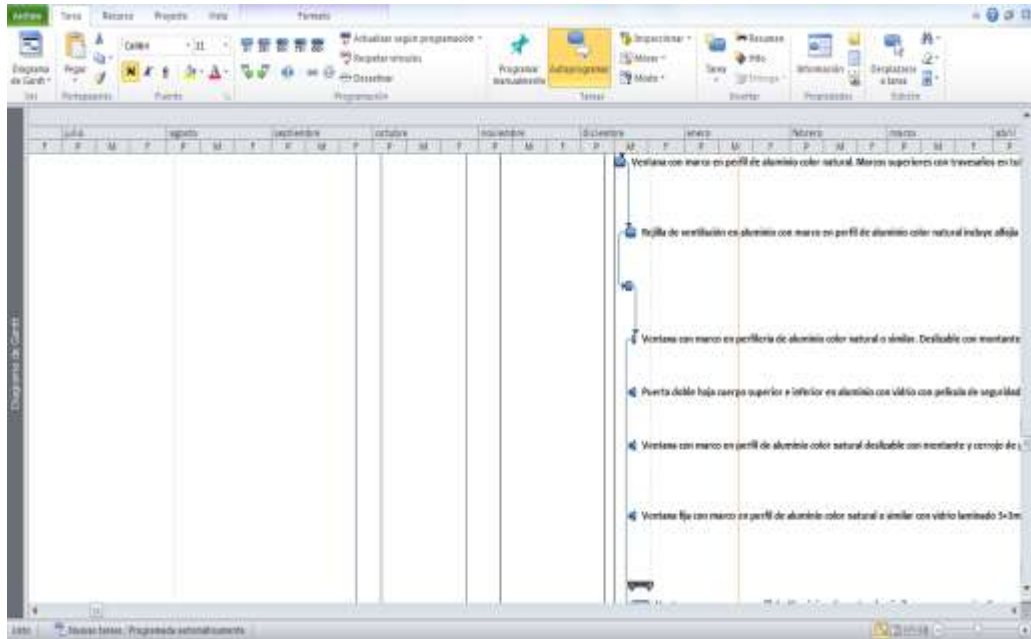 Archivo Tarea Recurso Proyecto Vista Formato
Diagrama de Gantt
Pegar
Calibri 11
N K S
Actualizar según programación
Respetar vínculos
Desactivar
Programar manualmente
Autoprogramar
Inspeccionar
Mover
Modo
Tarea
Resumen
Hito
Entrega
Información
Desplazarse a tarea
Portapapeles Fuente Programación Tareas Insertar Propiedades Edición
julio agosto septiembre octubre noviembre diciembre enero febrero marzo abril
Ventana con marco en perfil de aluminio color natural. Marcos superiores con travesaños en
Rejilla de ventilación en aluminio con marco en perfil de aluminio color natural incluye alfajia
Ventana con marco en perfilería de aluminio color natural o similar. Deslizable con montante
Puerta doble hoja cuerpo superior e inferior en aluminio con vidrio con película de seguridad
Ventana con marco en perfil de aluminio color natural deslizable con montante y cerrojo de
Ventana fija con marco en perfil de aluminio color natural o similar con vidrio laminado
Diagrama de Gantt
Listo Nuevas tareas: Programada automáticamente